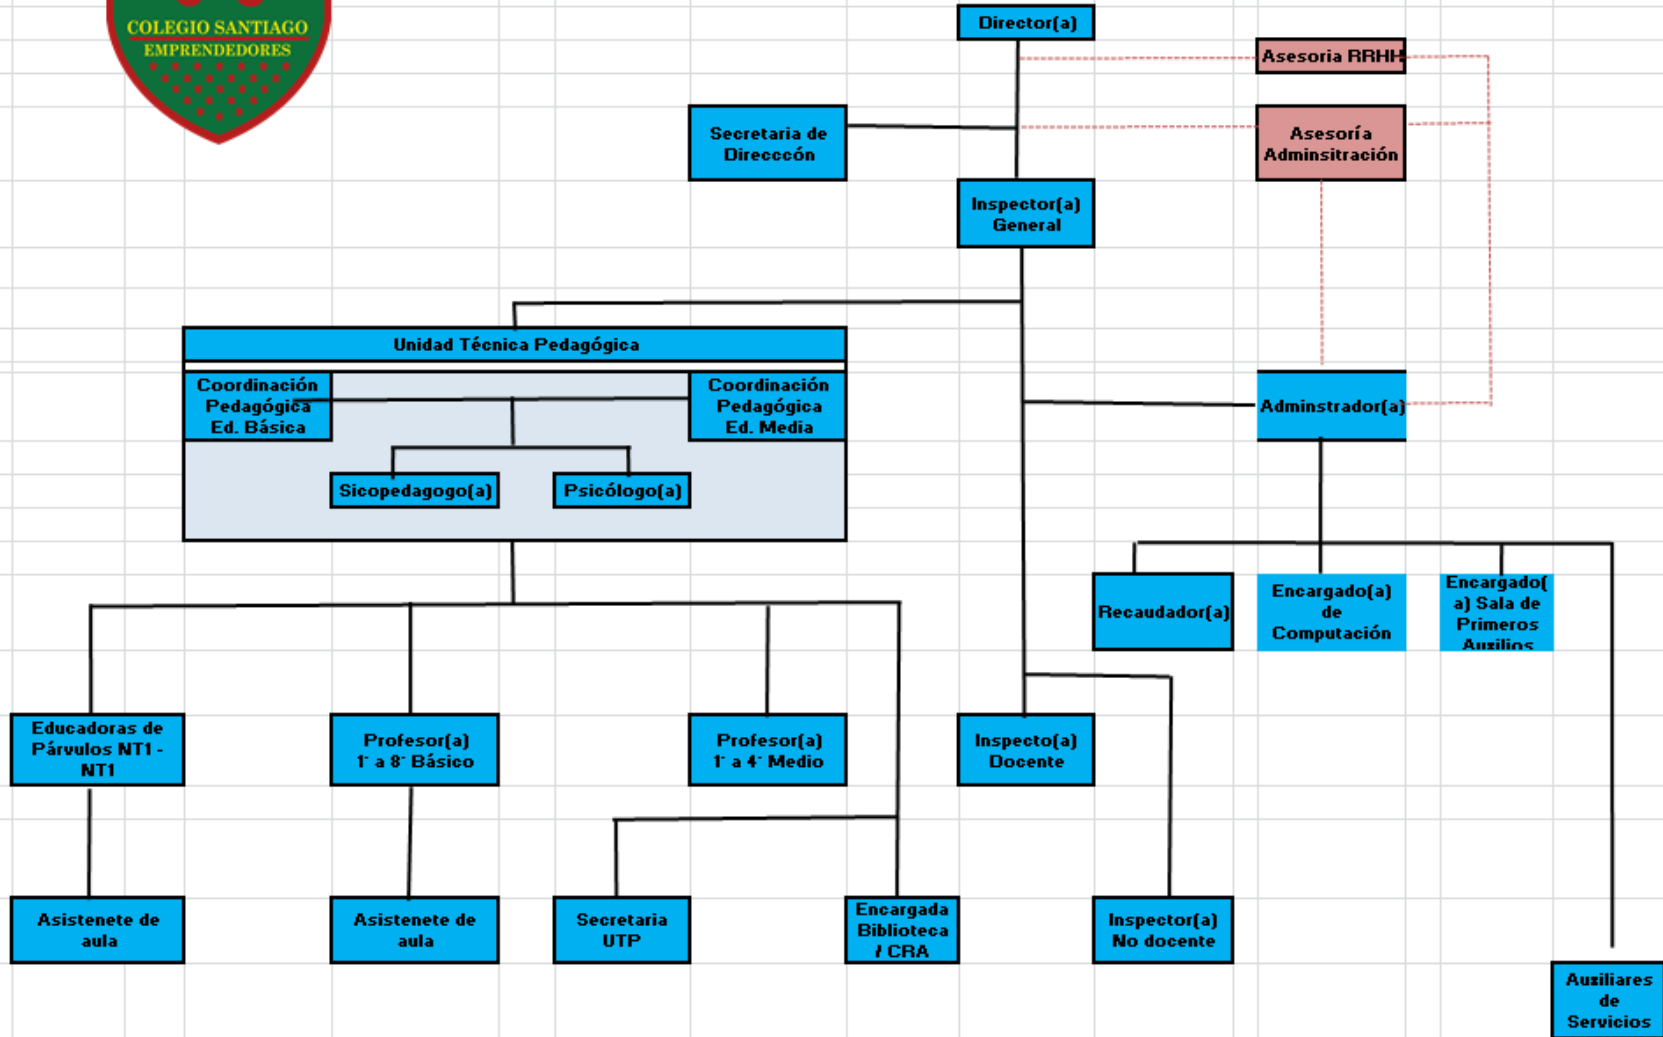 COLEGIO SANTIAGO
EMPRENDEDORES
Director(a)
Asesoria RRHH
Secretaria de
Direcccón
Asesoría
Adminsitración
Inspector(a)
General
Unidad Técnica Pedagógica
Coordinación
Pedagógica
Ed. Básica
Coordinación
Pedagógica
Ed. Media
Adminstrador(a)
Sicopedagogo(a)
Psicólogo(a)
Recaudador(a)
Encargado(a)
de
Computación
Encargado(
a) Sala de
Primeros
Auxilios
Educadoras de
Párvulos NT1 -
NT1
Profesor(a)
1° a 8° Básico
Profesor(a)
1° a 4° Medio
Inspecto(a)
Docente
Asistenete de
aula
Asistenete de
aula
Secretaria
UTP
Encargada
Biblioteca
/ CRA
Inspector(a)
No docente
Auxiliares
de
Servicios